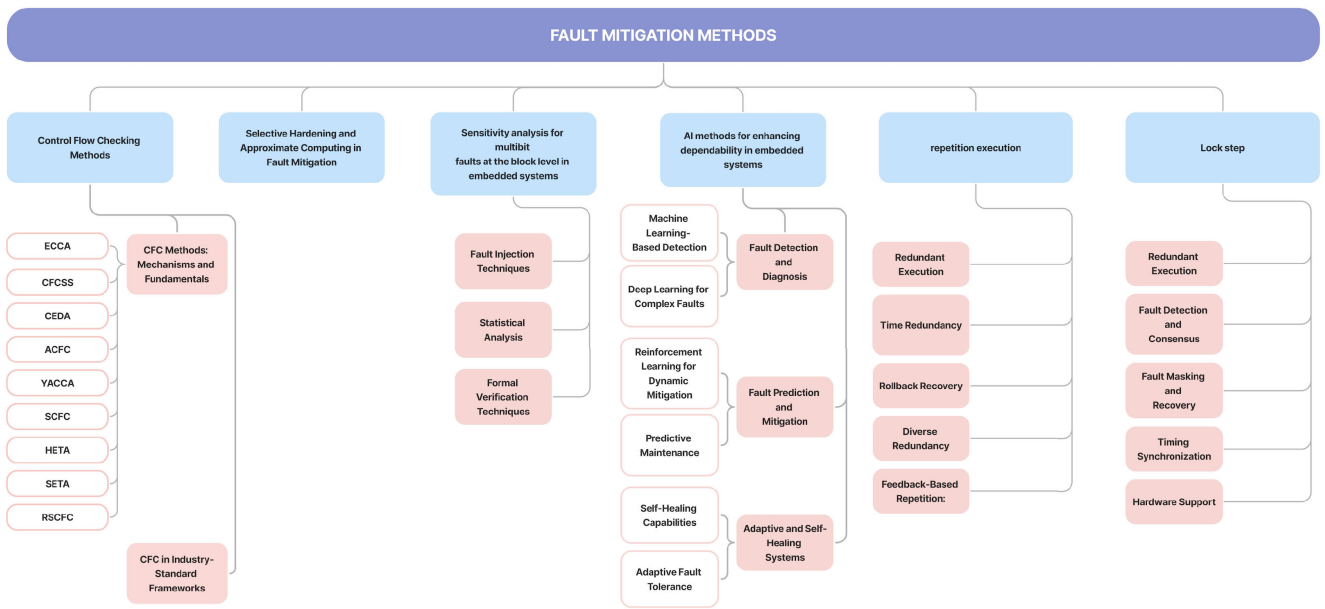 FAULT MITIGATION METHODS
Control Flow Checking
Methods
Selective Hardening and
Approximate Computing in
Fault Mitigation
Sensitivity analysis for
multibit
faults at the block level in
embedded systems
AI methods for enhancing
dependability in embedded
systems
repetition execution
Lock step
CFC Methods:
Mechanisms and
Fundamentals
ECCA
CFCSS
CEDA
ACFC
YACCA
SCFC
HETA
SETA
RSCFC
CFC in Industry-
Standard
Frameworks
Fault Injection
Techniques
Statistical
Analysis
Formal
Verification
Techniques
Machine
Learning-
Based Detection
Deep Learning for
Complex Faults
Fault Detection
and
Diagnosis
Reinforcement
Learning for
Dynamic
Mitigation
Predictive
Maintenance
Fault Prediction
and
Mitigation
Self-Healing
Capabilities
Adaptive Fault
Tolerance
Adaptive and Self-
Healing
Systems
Redundant
Execution
Time Redundancy
Rollback Recovery
Diverse
Redundancy
Feedback-Based
Repetition:
Redundant
Execution
Fault Detection
and
Consensus
Fault Masking
and
Recovery
Timing
Synchronization
Hardware Support